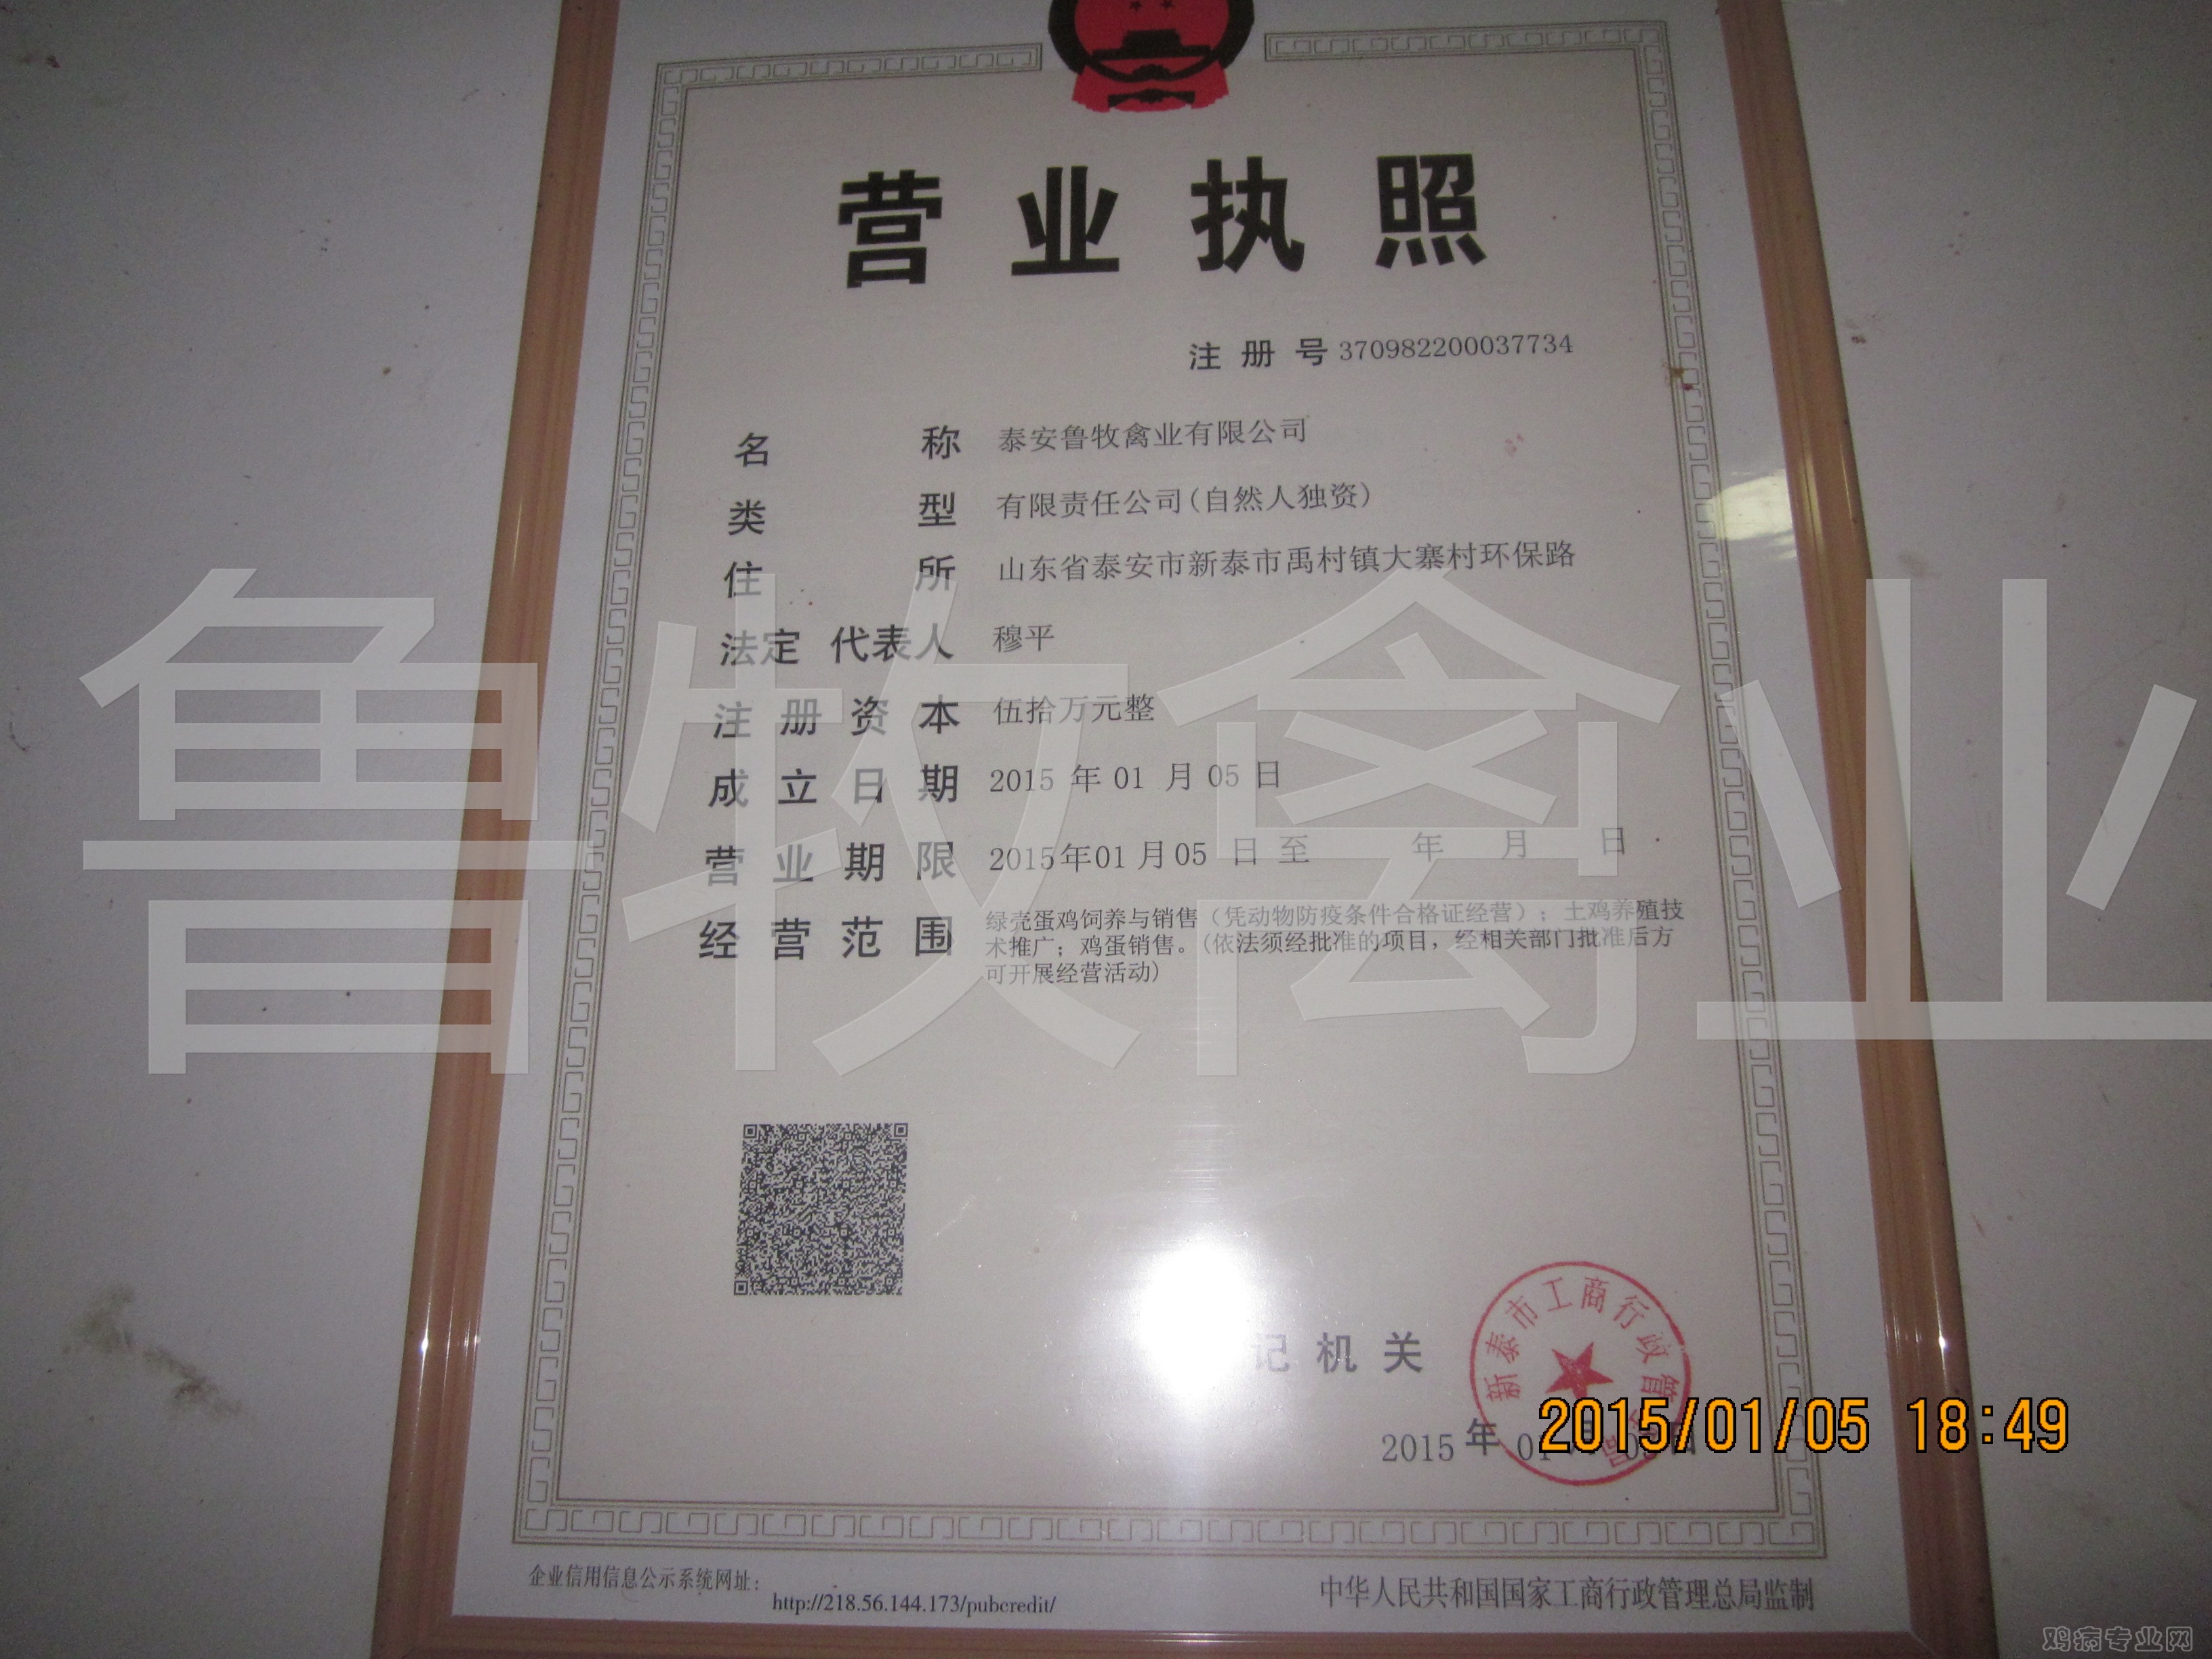 营业执照
注册号 370982200037734
名称 泰安鲁牧禽业有限公司
类型 有限责任公司(自然人独资)
住所 山东省泰安市新泰市禹村镇大寨村环保路
法定代表人 穆平
注册资本 伍拾万元整
成立日期 2015 年 01 月 05 日
营业期限 2015年01月05 日 至 年 月 日
经营范围 绿壳蛋鸡饲养与销售（凭动物防疫条件合格证经营）；土鸡养殖技
术推广；鸡蛋销售。(依法须经批准的项目，经相关部门批准后方
可开展经营活动)
鲁牧禽业
记机关
新泰市工商行政管
2015 年 01
2015/01/05 18:49
企业信用信息公示系统网址：
http://218.56.144.173/pubcredit/
中华人民共和国国家工商行政管理总局监制
鸡病专业网